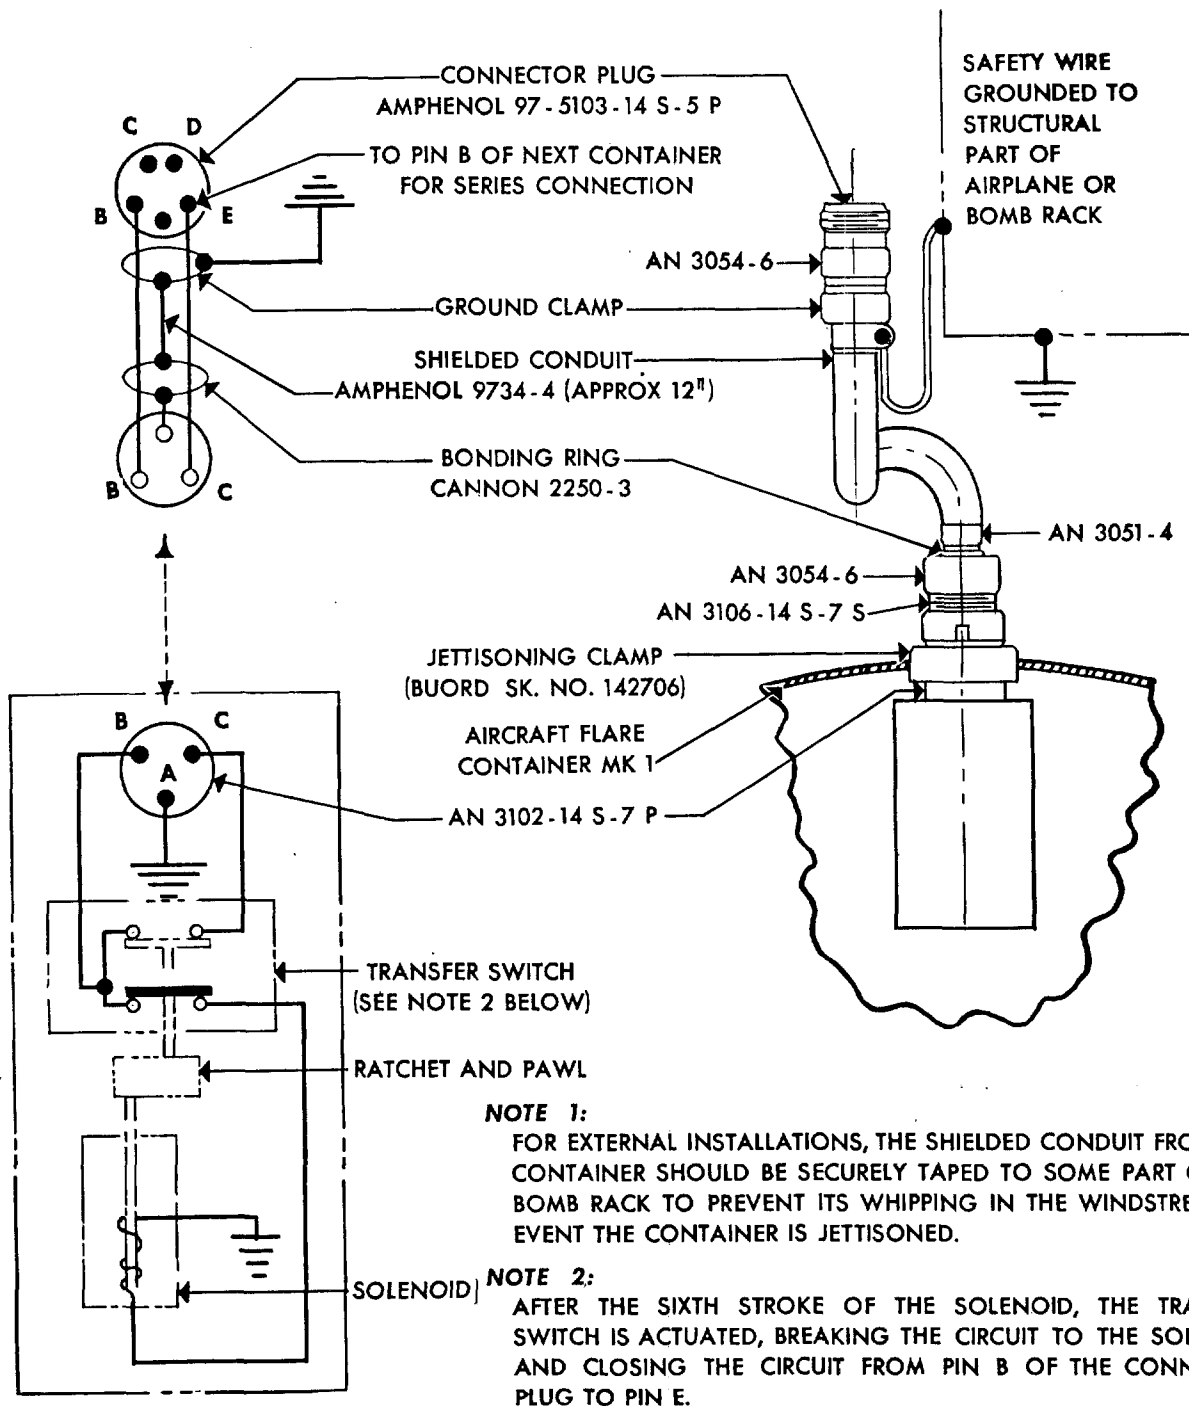 CONNECTOR PLUG
AMPHENOL 97-5103-14 S-5 P
TO PIN B OF NEXT CONTAINER
FOR SERIES CONNECTION
C D
B E
SAFETY WIRE
GROUNDED TO
STRUCTURAL
PART OF
AIRPLANE OR
BOMB RACK
AN 3054-6
GROUND CLAMP
SHIELDED CONDUIT
AMPHENOL 9734-4 (APPROX 12")
BONDING RING
CANNON 2250-3
B C
AN 3051-4
AN 3054-6
AN 3106-14 S-7 S
JETTISONING CLAMP
(BUORD SK. NO. 142706)
AIRCRAFT FLARE
CONTAINER MK 1
B C
A
AN 3102-14 S-7 P
TRANSFER SWITCH
(SEE NOTE 2 BELOW)
RATCHET AND PAWL
SOLENOID
NOTE 1:
FOR EXTERNAL INSTALLATIONS, THE SHIELDED CONDUIT
CONTAINER SHOULD BE SECURELY TAPED TO SOME PART
BOMB RACK TO PREVENT ITS WHIPPING IN THE
EVENT THE CONTAINER IS JETTISONED.
NOTE 2:
AFTER THE SIXTH STROKE OF THE SOLENOID, THE
SWITCH IS ACTUATED, BREAKING THE CIRCUIT TO THE
AND CLOSING THE CIRCUIT FROM PIN B OF THE
PLUG TO PIN E.